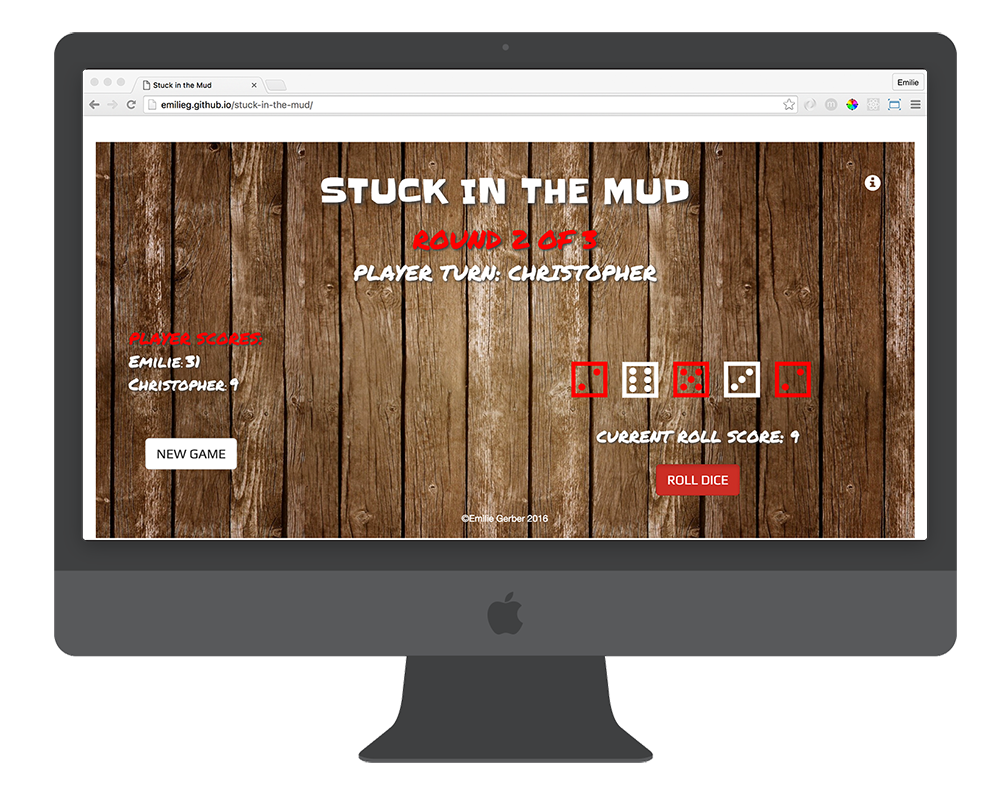 Stuck in the Mud
Emilie
emilieg.github.io/stuck-in-the-mud/
STUCK IN THE MUD
ROUND 2 OF 3
PLAYER TURN: CHRISTOPHER
PLAYER SCORES:
EMILIE: 31
CHRISTOPHER: 9
CURRENT ROLL SCORE: 9
NEW GAME
ROLL DICE
©Emilie Gerber 2016